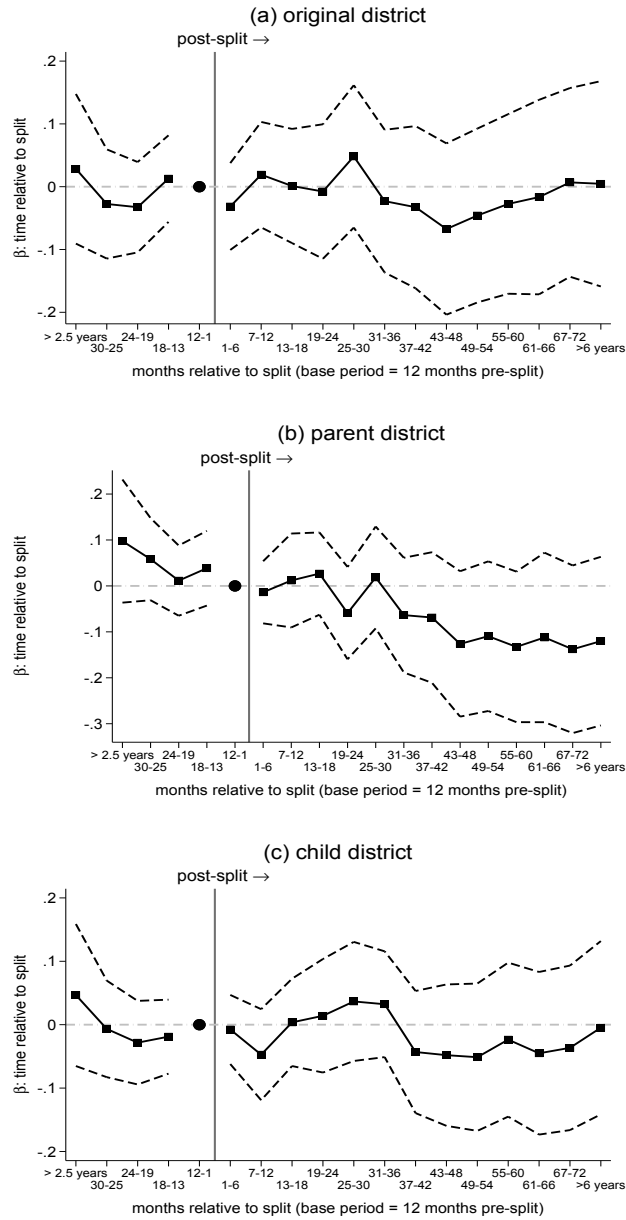 (a) original district
post-split →
.2
.1
0
-.1
-.2
β: time relative to split
> 2.5 years 24-19 12-1 7-12 19-24 31-36 43-48 55-60 67-72
30-25 18-13 1-6 13-18 25-30 37-42 49-54 61-66 >6 years
months relative to split (base period = 12 months pre-split)
(b) parent district
post-split →
.2
.1
0
-.1
-.2
-.3
β: time relative to split
> 2.5 years 24-19 12-1 7-12 19-24 31-36 43-48 55-60 67-72
30-25 18-13 1-6 13-18 25-30 37-42 49-54 61-66 >6 years
months relative to split (base period = 12 months pre-split)
(c) child district
post-split →
.2
.1
0
-.1
-.2
β: time relative to split
> 2.5 years 24-19 12-1 7-12 19-24 31-36 43-48 55-60 67-72
30-25 18-13 1-6 13-18 25-30 37-42 49-54 61-66 >6 years
months relative to split (base period = 12 months pre-split)